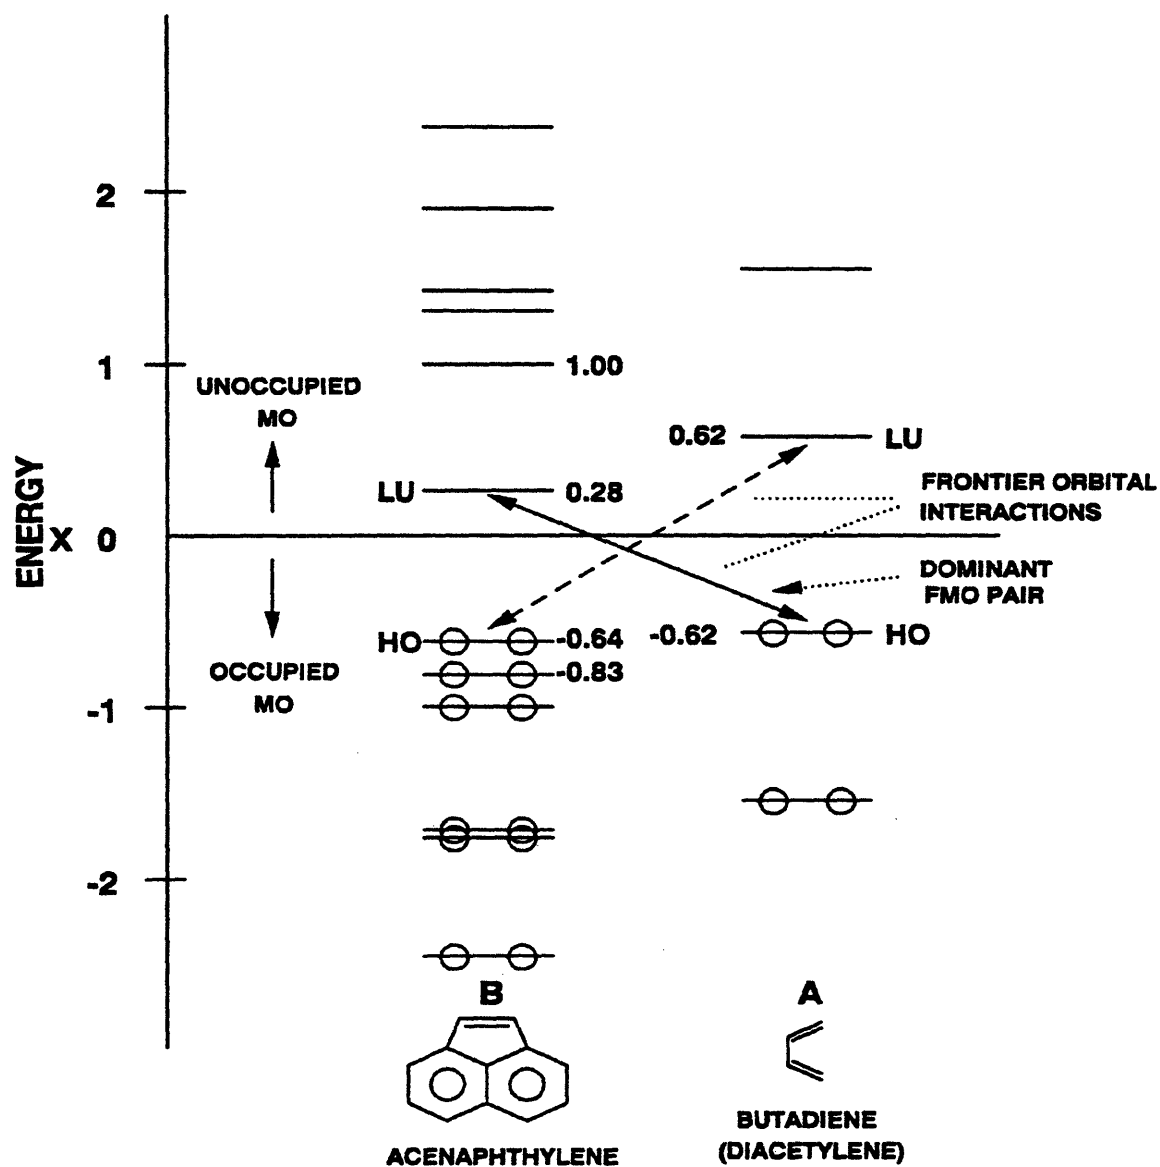 2
1
1.00
UNOCCUPIED
MO
0.62
LU
LU
0.28
FRONTIER ORBITAL
INTERACTIONS
ENERGY
X 0
DOMINANT
FMO PAIR
HO
-0.64
-0.62
HO
-0.83
OCCUPIED
MO
-1
-2
B
A
BUTADIENE
(DIACETYLENE)
ACENAPHTHYLENE